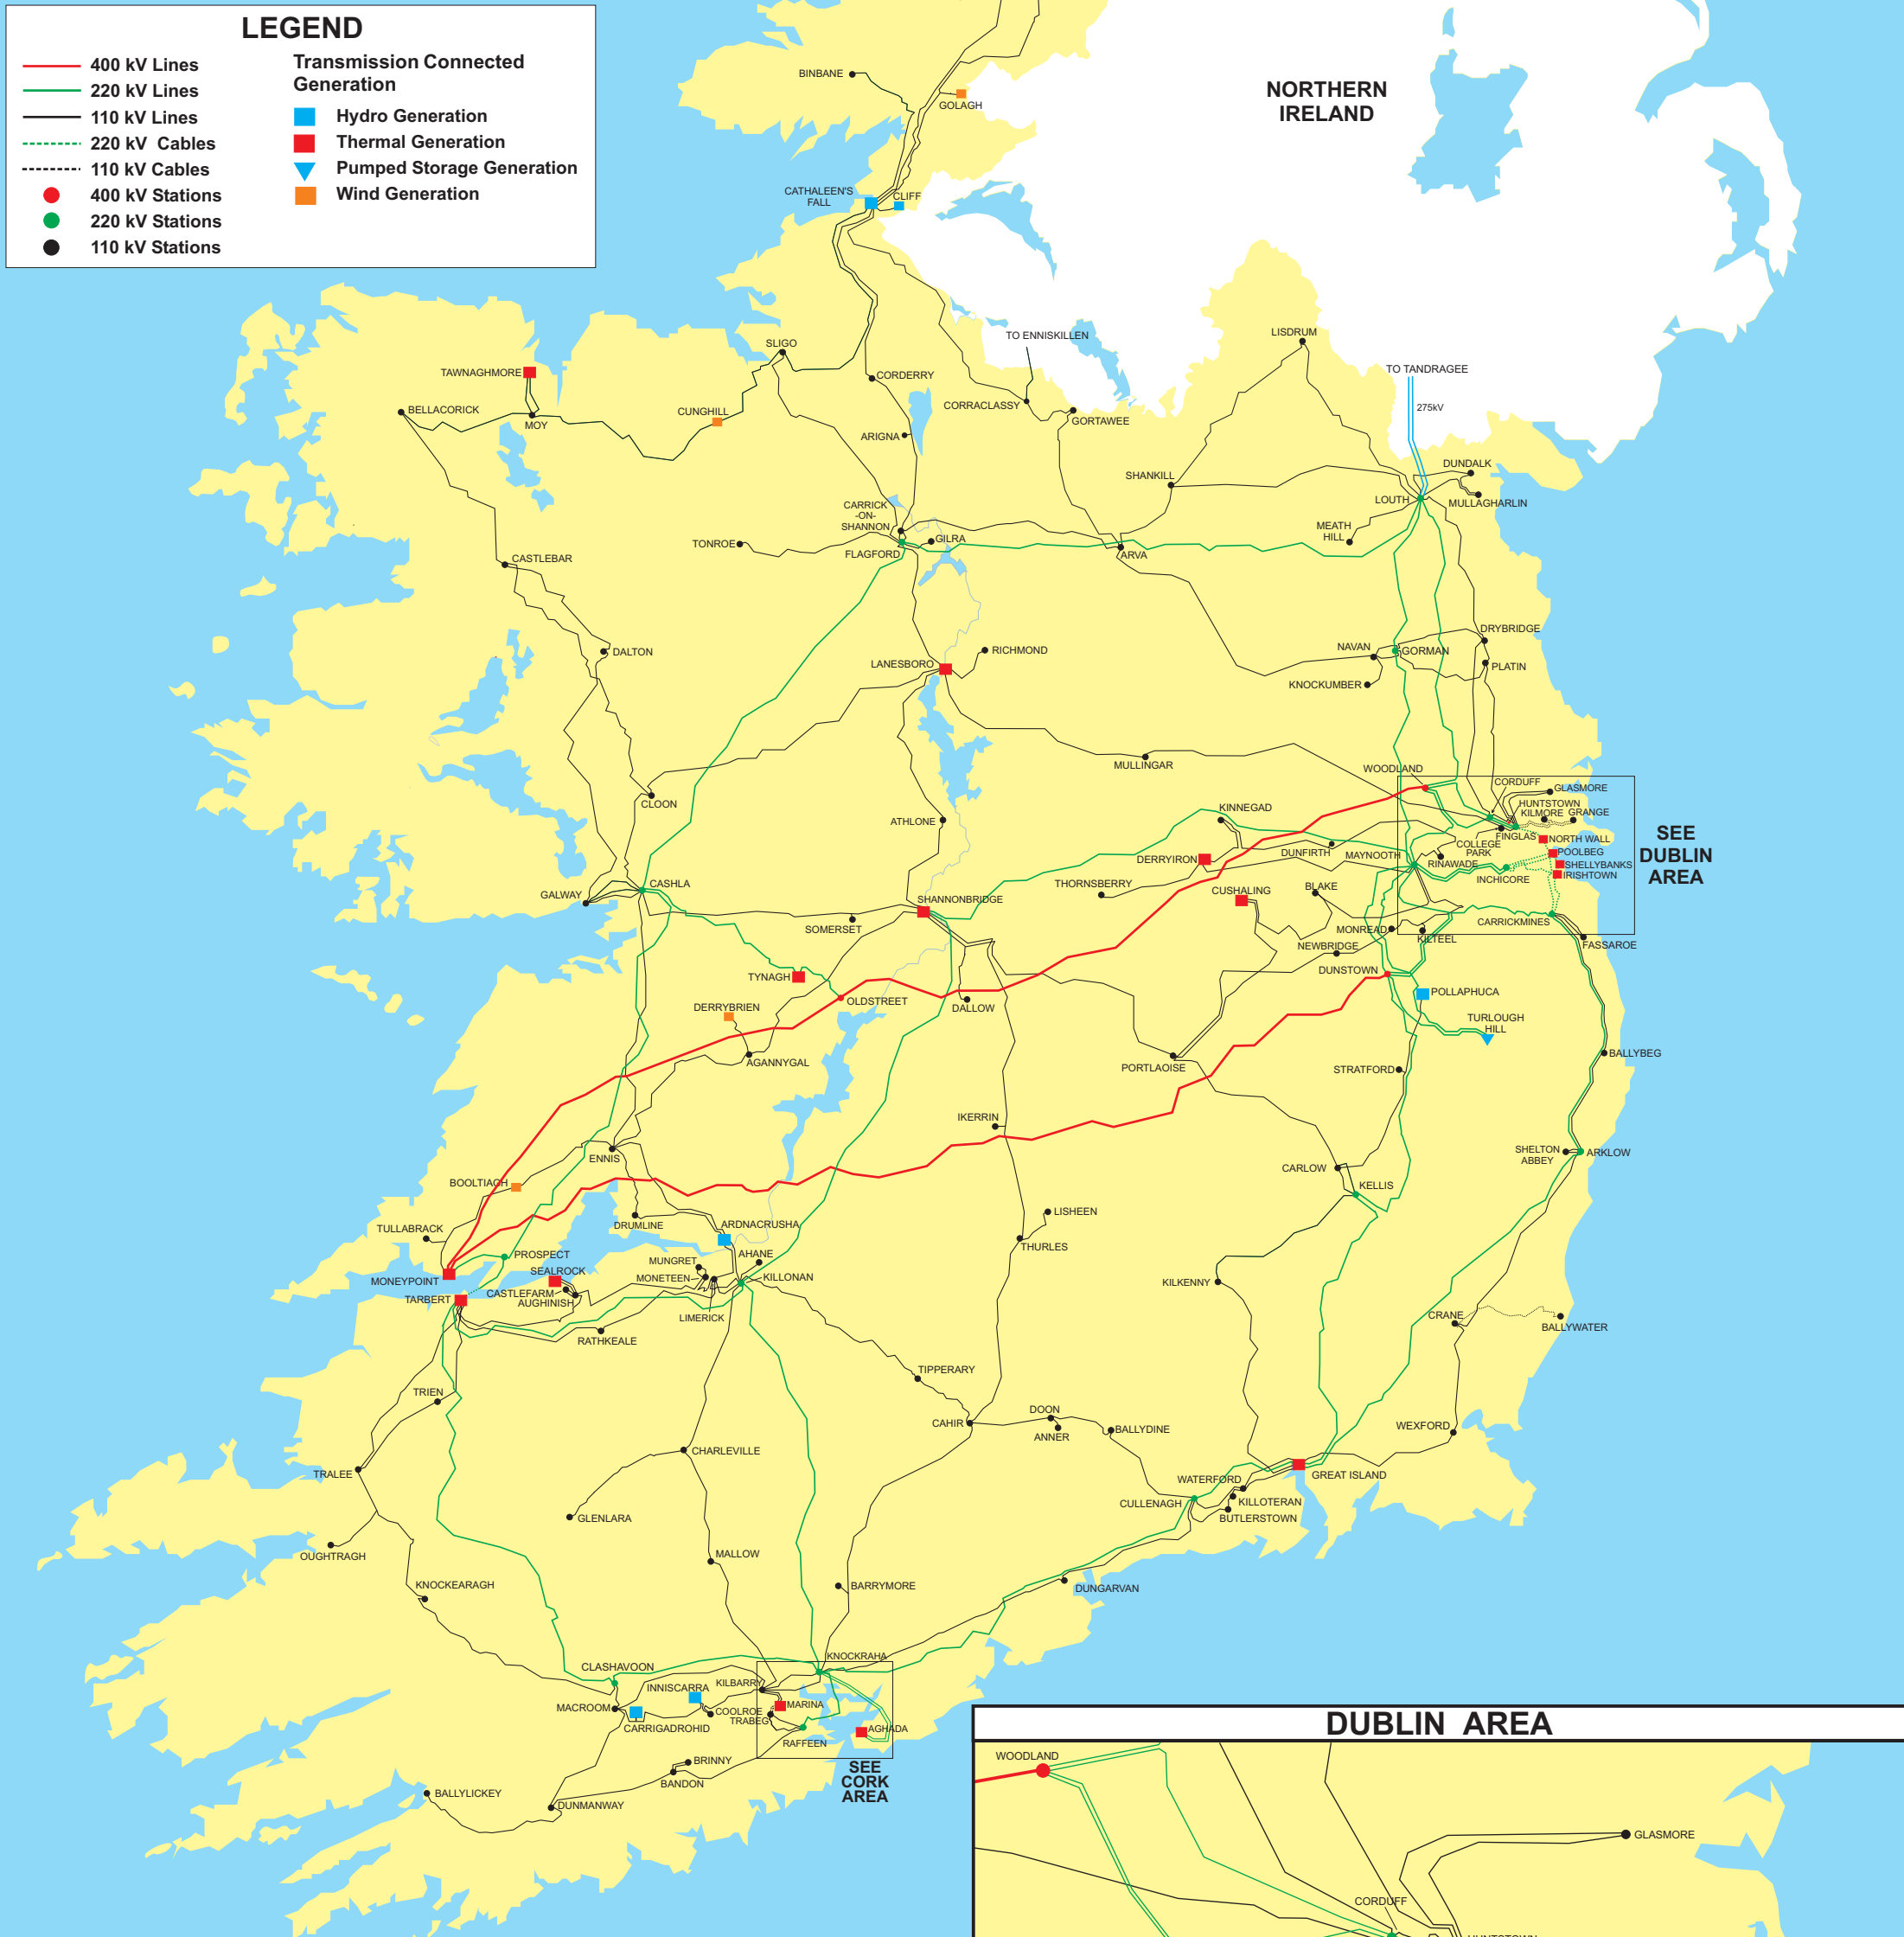 LEGEND
400 kV Lines
220 kV Lines
110 kV Lines
220 kV Cables
110 kV Cables
400 kV Stations
220 kV Stations
110 kV Stations
Transmission Connected
Generation
Hydro Generation
Thermal Generation
Pumped Storage Generation
Wind Generation
NORTHERN
IRELAND
BINBANE
GOLAGH
CATHALEEN'S
FALL
CLIFF
TO ENNISKILLEN
LISDRUM
SLIGO
TO TANDRAGEE
275kV
TAWNAGHMORE
CORDERRY
BELLACORICK
MOY
CUNGHILL
CORRACLASSY
GORTAWEE
ARIGNA
SHANKILL
DUNDALK
LOUTH
MULLAGHARLIN
CARRICK
-ON-
SHANNON
MEATH
HILL
TONROE
GILRA
FLAGFORD
ARVA
CASTLEBAR
DALTON
LANESBORO
RICHMOND
NAVAN
GORMAN
DRYBRIDGE
PLATIN
KNOCKUMBER
MULLINGAR
WOODLAND
CORDUFF
GLASMORE
CLOON
HUNTSTOWN
KILMORE
GRANGE
KINNEGAD
ATHLONE
FINGLAS
NORTH WALL
COLLEGE
PARK
POOLBEG
SHELLYBANKS
IRISHTOWN
SEE
DUBLIN
AREA
DERRYIRON
DUNFIRTH
MAYNOOTH
RINAWADE
INCHICORE
THORNSBERRY
CUSHALING
BLAKE
CASHLA
GALWAY
SHANNONBRIDGE
SOMERSET
MONREAD
KILTEEL
CARRICKMINES
FASSAROE
NEWBRIDGE
DUNSTOWN
TYNAGH
OLDSTREET
DALLOW
POLLAPHUCA
DERRYBRIEN
TURLOUGH
HILL
AGANNYGAL
PORTLAOISE
STRATFORD
BALLYBEG
IKERRIN
ENNIS
SHELTON
ABBEY
ARKLOW
CARLOW
KELLIS
BOOLTIAGH
TULLABRACK
DRUMLINE
ARDNACRUSHA
LISHEEN
THURLES
PROSPECT
SEALROCK
MUNGRET
AHANE
MONEYPOINT
MONETEEN
KILLONAN
KILKENNY
CASTLEFARM
AUGHINISH
TARBERT
LIMERICK
RATHKEALE
CRANE
BALLYWATER
TIPPERARY
TRIEN
CAHIR
DOON
ANNER
BALLYDINE
WEXFORD
CHARLEVILLE
TRALEE
GREAT ISLAND
WATERFORD
CULLENAGH
KILLOTERAN
BUTLERSTOWN
GLENLARA
OUGHTRAGH
MALLOW
KNOCKEARAGH
BARRYMORE
DUNGARVAN
KNOCKRAHA
CLASHAVOON
KILBARRY
INNISCARRA
MACROOM
CARRIGADROHID
COOLROE
MARINA
TRABEG
RAFFEEN
AGHADA
SEE
CORK
AREA
BRINNY
BANDON
BALLYLICKEY
DUNMANWAY
DUBLIN AREA
WOODLAND
GLASMORE
CORDUFF